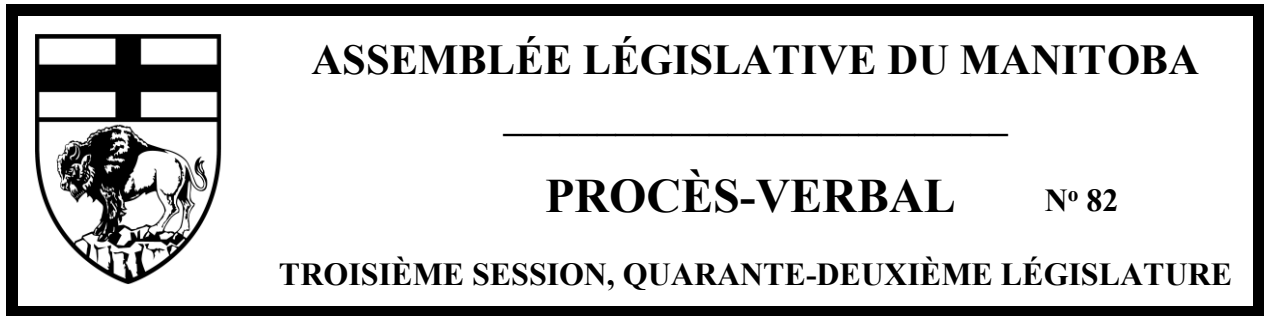 ASSEMBLÉE LÉGISLATIVE DU MANITOBA
PROCÈS-VERBAL Nº 82
TROISIÈME SESSION, QUARANTE-DEUXIÈME LÉGISLATURE